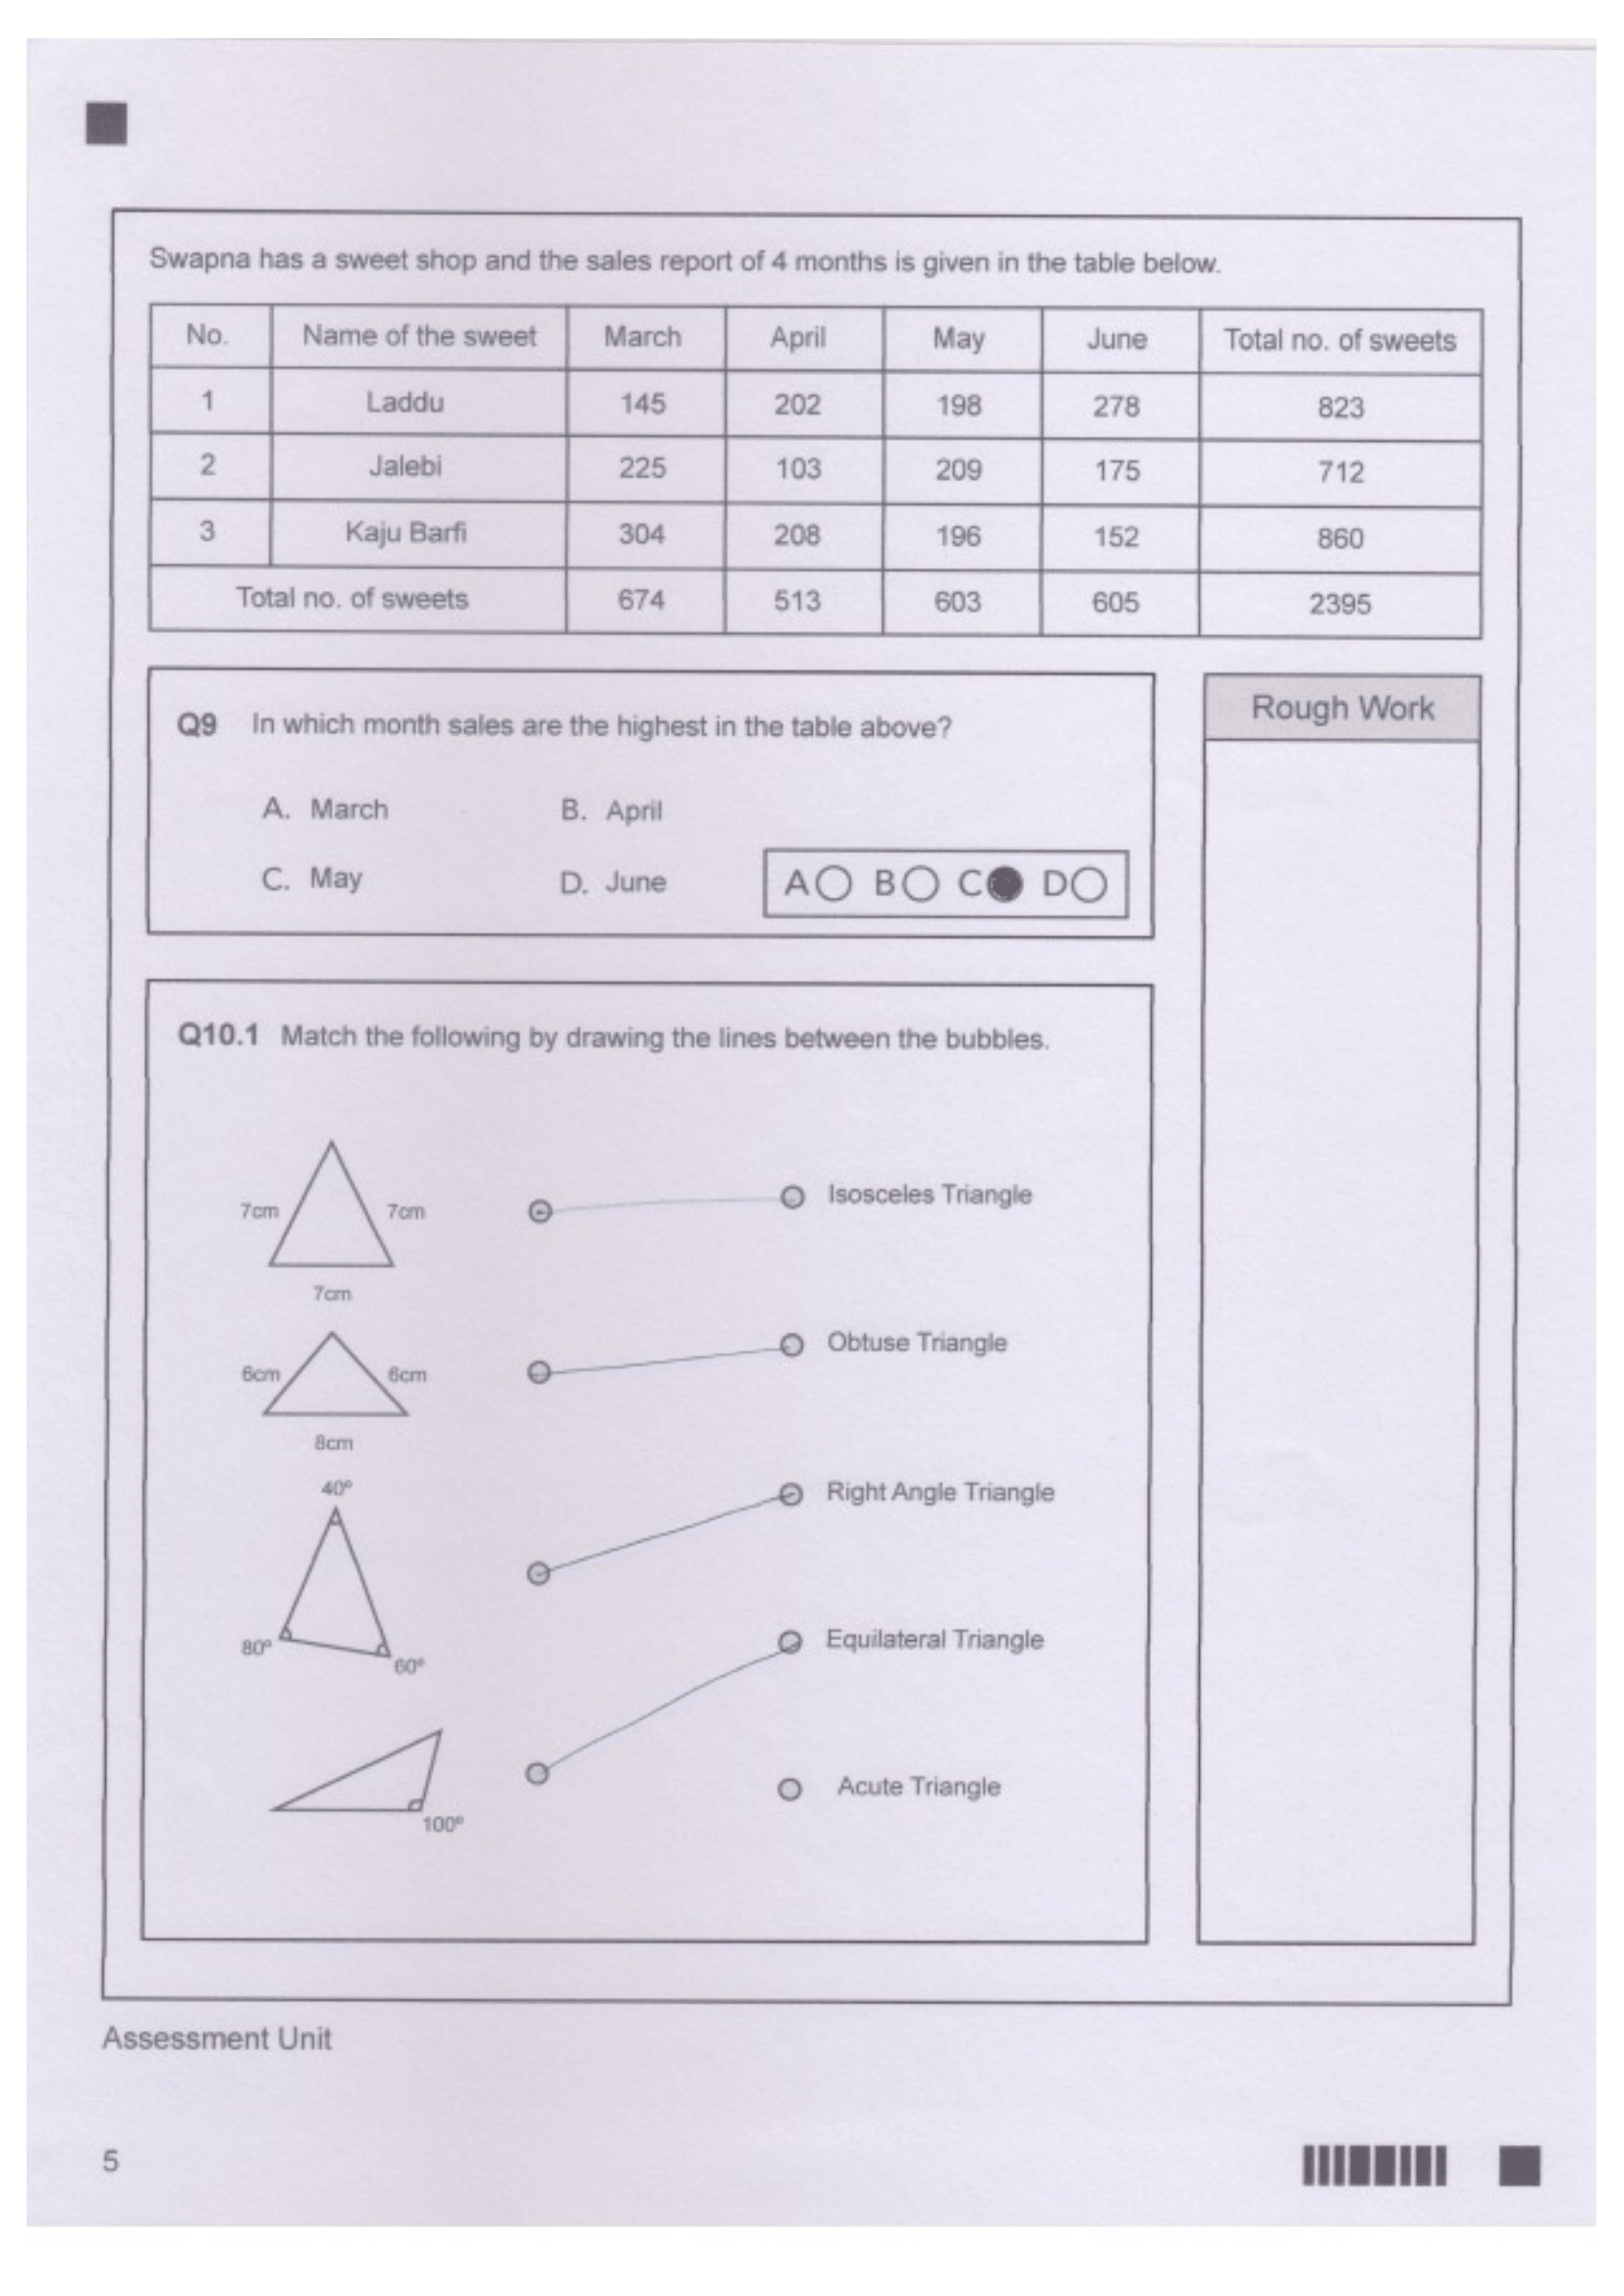 Swapna has a sweet shop and the sales report of 4 months is given in the table below.
No. Name of the sweet March April May June Total no. of sweets
1 Laddu 145 202 198 278 823
2 Jalebi 225 103 209 175 712
3 Kaju Barfi 304 208 196 152 860
Total no. of sweets 674 513 603 605 2395
Q9 In which month sales are the highest in the table above?
A. March B. April
C. May D. June
A B C D
Rough Work
Q10.1 Match the following by drawing the lines between the bubbles.
7cm 7cm
7cm
Isosceles Triangle
6cm 6cm
8cm
Obtuse Triangle
40°
80°
60°
Right Angle Triangle
Equilateral Triangle
100°
Acute Triangle
Assessment Unit
5